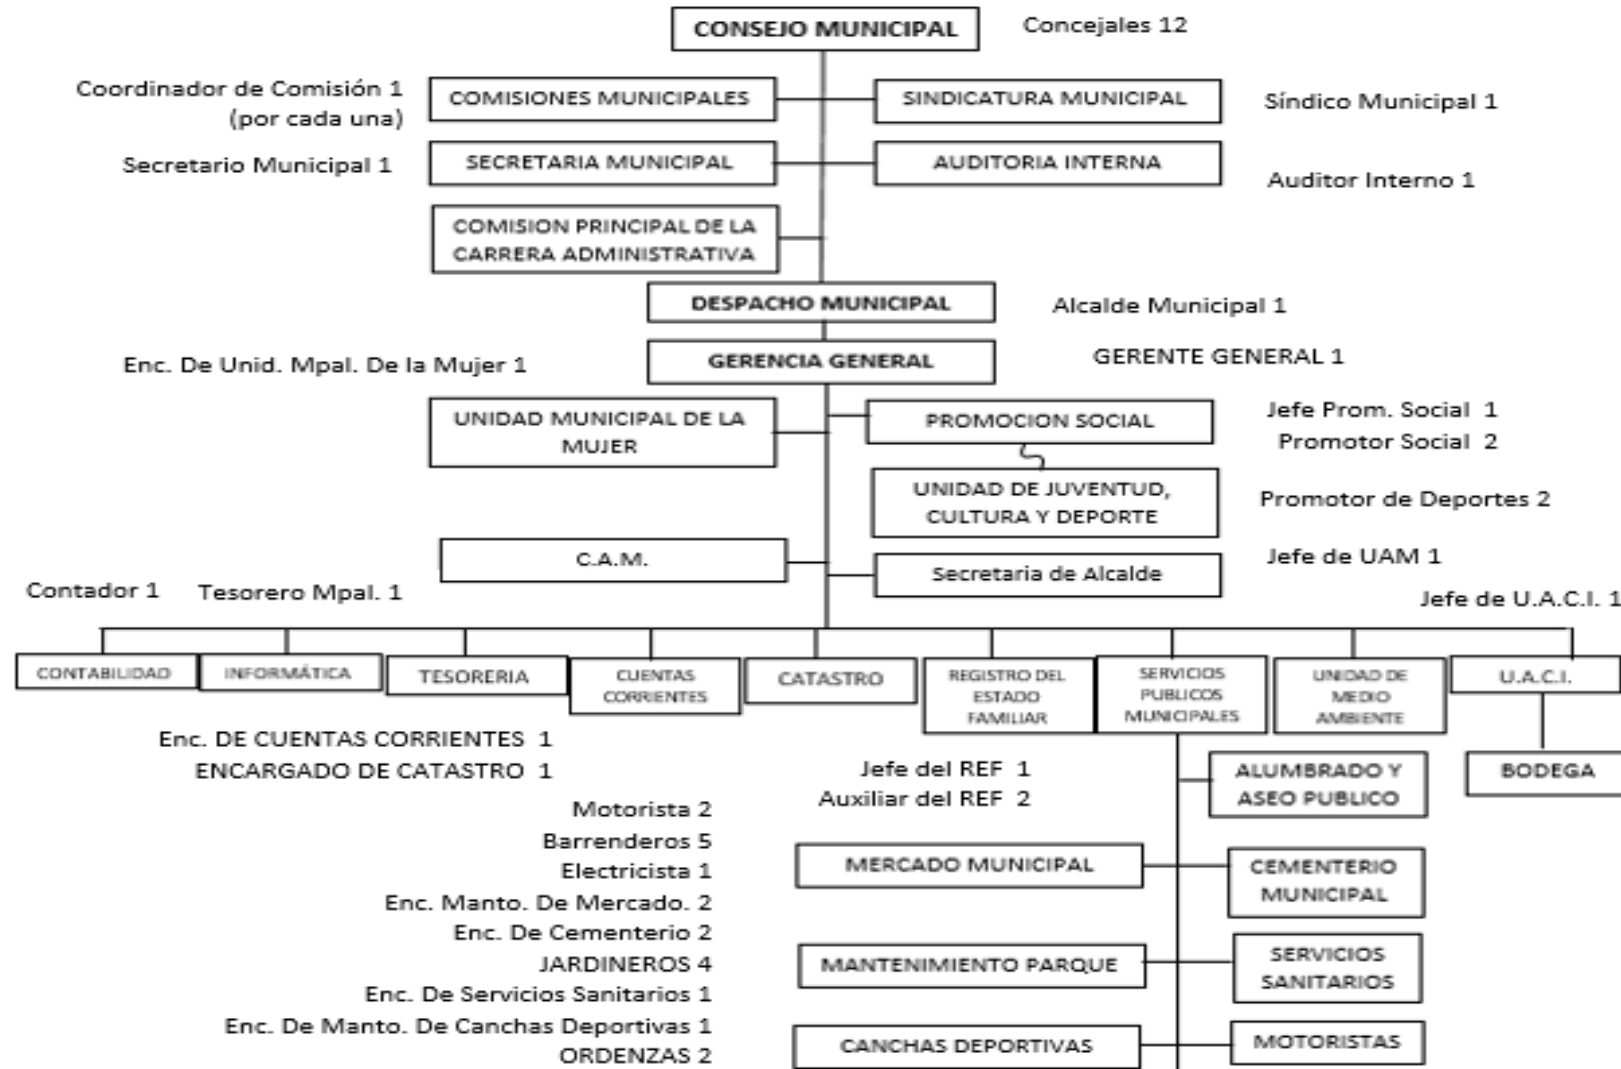 CONSEJO MUNICIPAL
Concejales 12
Coordinador de Comisión 1
(por cada una)
COMISIONES MUNICIPALES
SINDICATURA MUNICIPAL
Síndico Municipal 1
Secretario Municipal 1
SECRETARIA MUNICIPAL
AUDITORIA INTERNA
Auditor Interno 1
COMISION PRINCIPAL DE LA
CARRERA ADMINISTRATIVA
DESPACHO MUNICIPAL
Alcalde Municipal 1
Enc. De Unid. Mpal. De la Mujer 1
GERENCIA GENERAL
GERENTE GENERAL 1
UNIDAD MUNICIPAL DE LA
MUJER
PROMOCION SOCIAL
Jefe Prom. Social 1
Promotor Social 2
UNIDAD DE JUVENTUD,
CULTURA Y DEPORTE
Promotor de Deportes 2
C.A.M.
Secretaria de Alcalde
Jefe de UAM 1
Contador 1
Tesorero Mpal. 1
Jefe de U.A.C.I. 1
CONTABILIDAD
INFORMÁTICA
TESORERIA
CUENTAS
CORRIENTES
CATASTRO
REGISTRO DEL
ESTADO
FAMILIAR
SERVICIOS
PUBLICOS
MUNICIPALES
UNIDAD DE
MEDIO
AMBIENTE
U.A.C.I.
Enc. DE CUENTAS CORRIENTES 1
ENCARGADO DE CATASTRO 1
Jefe del REF 1
Auxiliar del REF 2
ALUMBRADO Y
ASEO PUBLICO
BODEGA
Motorista 2
Barrenderos 5
Electricista 1
Enc. Manto. De Mercado. 2
Enc. De Cementerio 2
JARDINEROS 4
Enc. De Servicios Sanitarios 1
Enc. De Manto. De Canchas Deportivas 1
ORDENZAS 2
MERCADO MUNICIPAL
CEMENTERIO
MUNICIPAL
MANTENIMIENTO PARQUE
SERVICIOS
SANITARIOS
CANCHAS DEPORTIVAS
MOTORISTAS